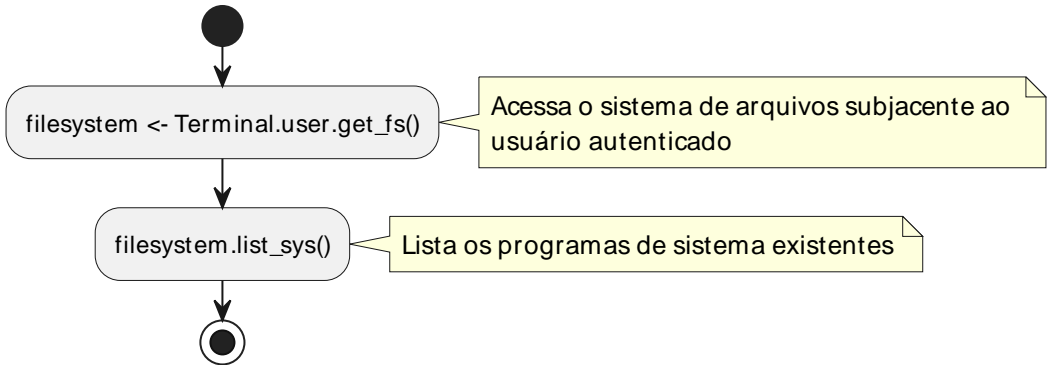 filesystem <- Terminal.user.get_fs()
Acessa o sistema de arquivos subjacente ao
usuário autenticado
filesystem.list_sys()
Lista os programas de sistema existentes